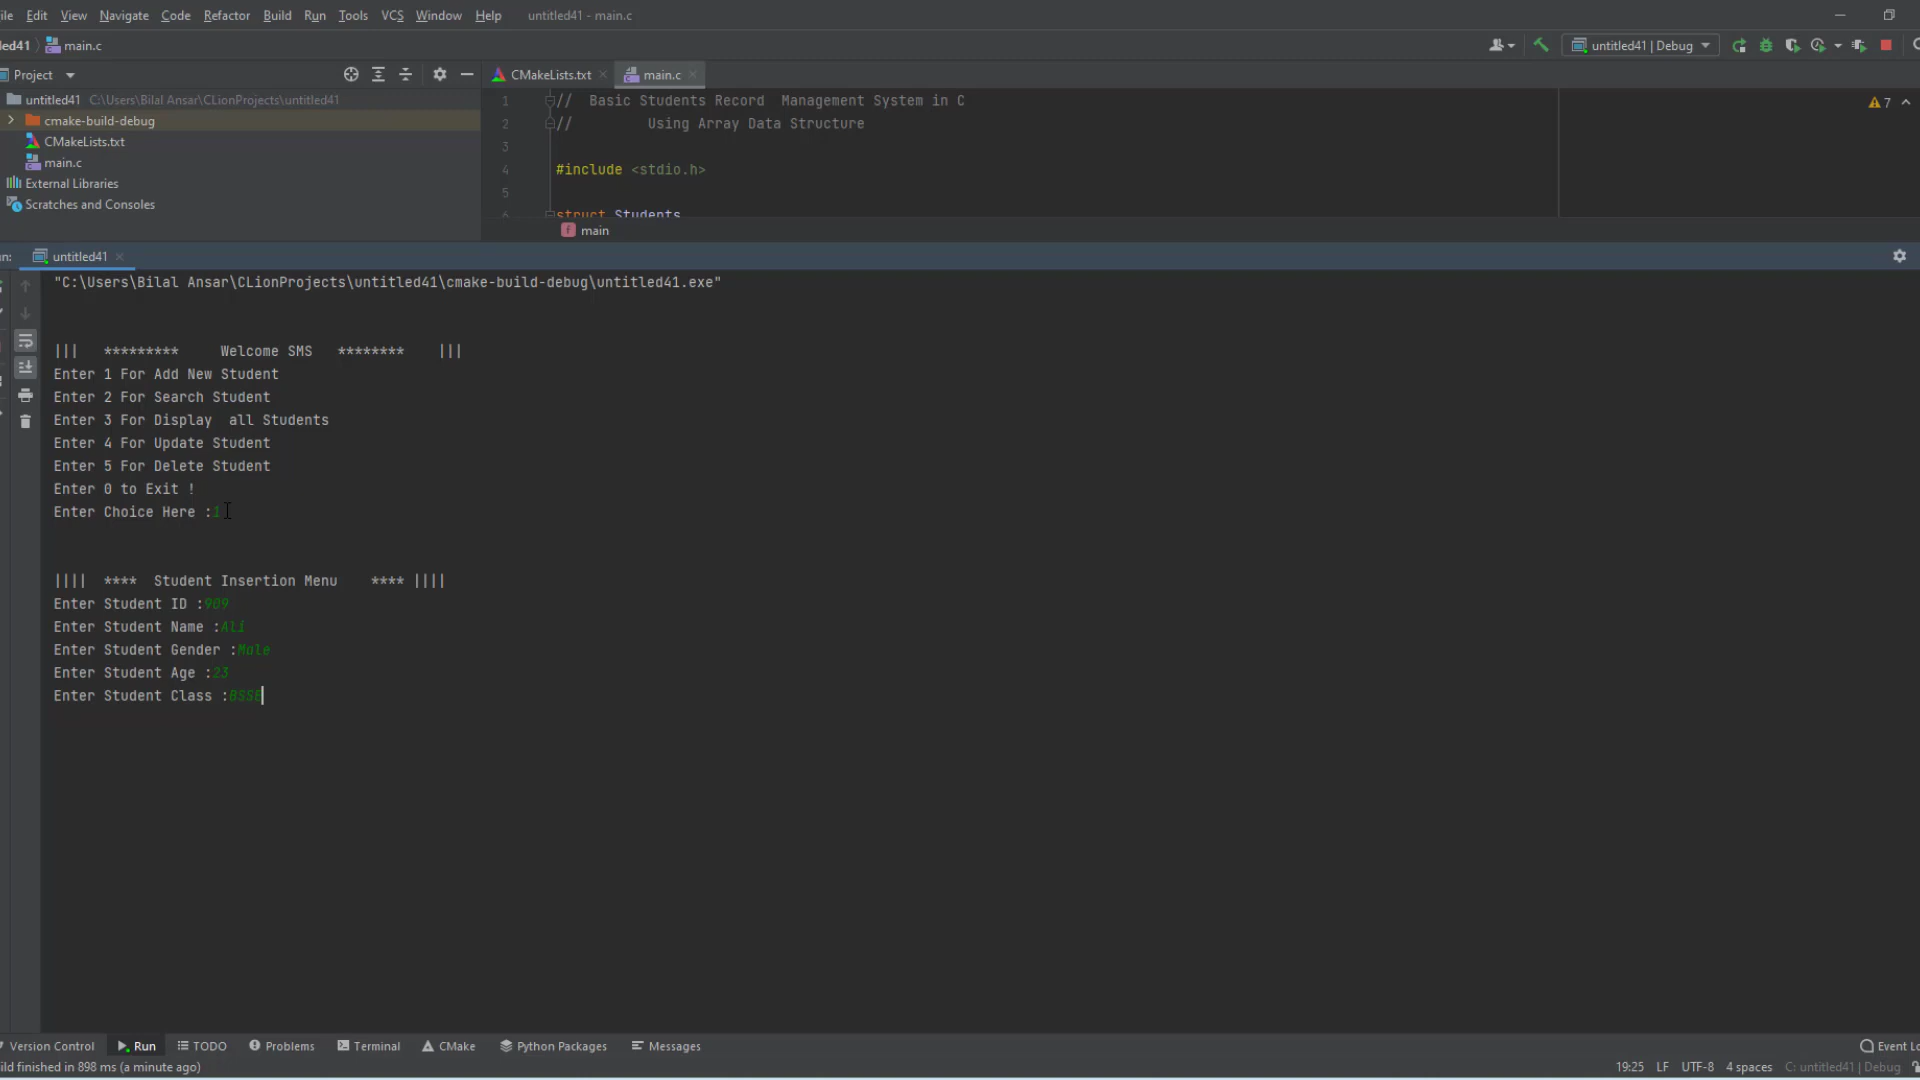 ile Edit View Navigate Code Refactor Build Run Tools VCS Window Help untitled41 - main.c
led41 main.c untitled41 | Debug
Project CMakeLists.txt main.c
untitled41 C:\Users\Bilal Ansar\CLionProjects\untitled41
cmake-build-debug
CMakeLists.txt
main.c
External Libraries
Scratches and Consoles
1 // Basic Students Record Management System in C
2 // Using Array Data Structure
3
4 #include <stdio.h>
5
6 struct Students
7
main
un: untitled41
"C:\Users\Bilal Ansar\CLionProjects\untitled41\cmake-build-debug\untitled41.exe"
||| ********* Welcome SMS ******** |||
Enter 1 For Add New Student
Enter 2 For Search Student
Enter 3 For Display all Students
Enter 4 For Update Student
Enter 5 For Delete Student
Enter 0 to Exit !
Enter Choice Here :1
|||| **** Student Insertion Menu **** ||||
Enter Student ID :909
Enter Student Name :Ali
Enter Student Gender :Male
Enter Student Age :23
Enter Student Class :BSSE
Version Control Run TODO Problems Terminal CMake Python Packages Messages Event Lo
ild finished in 898 ms (a minute ago) 19:25 LF UTF-8 4 spaces C: untitled41 | Debug